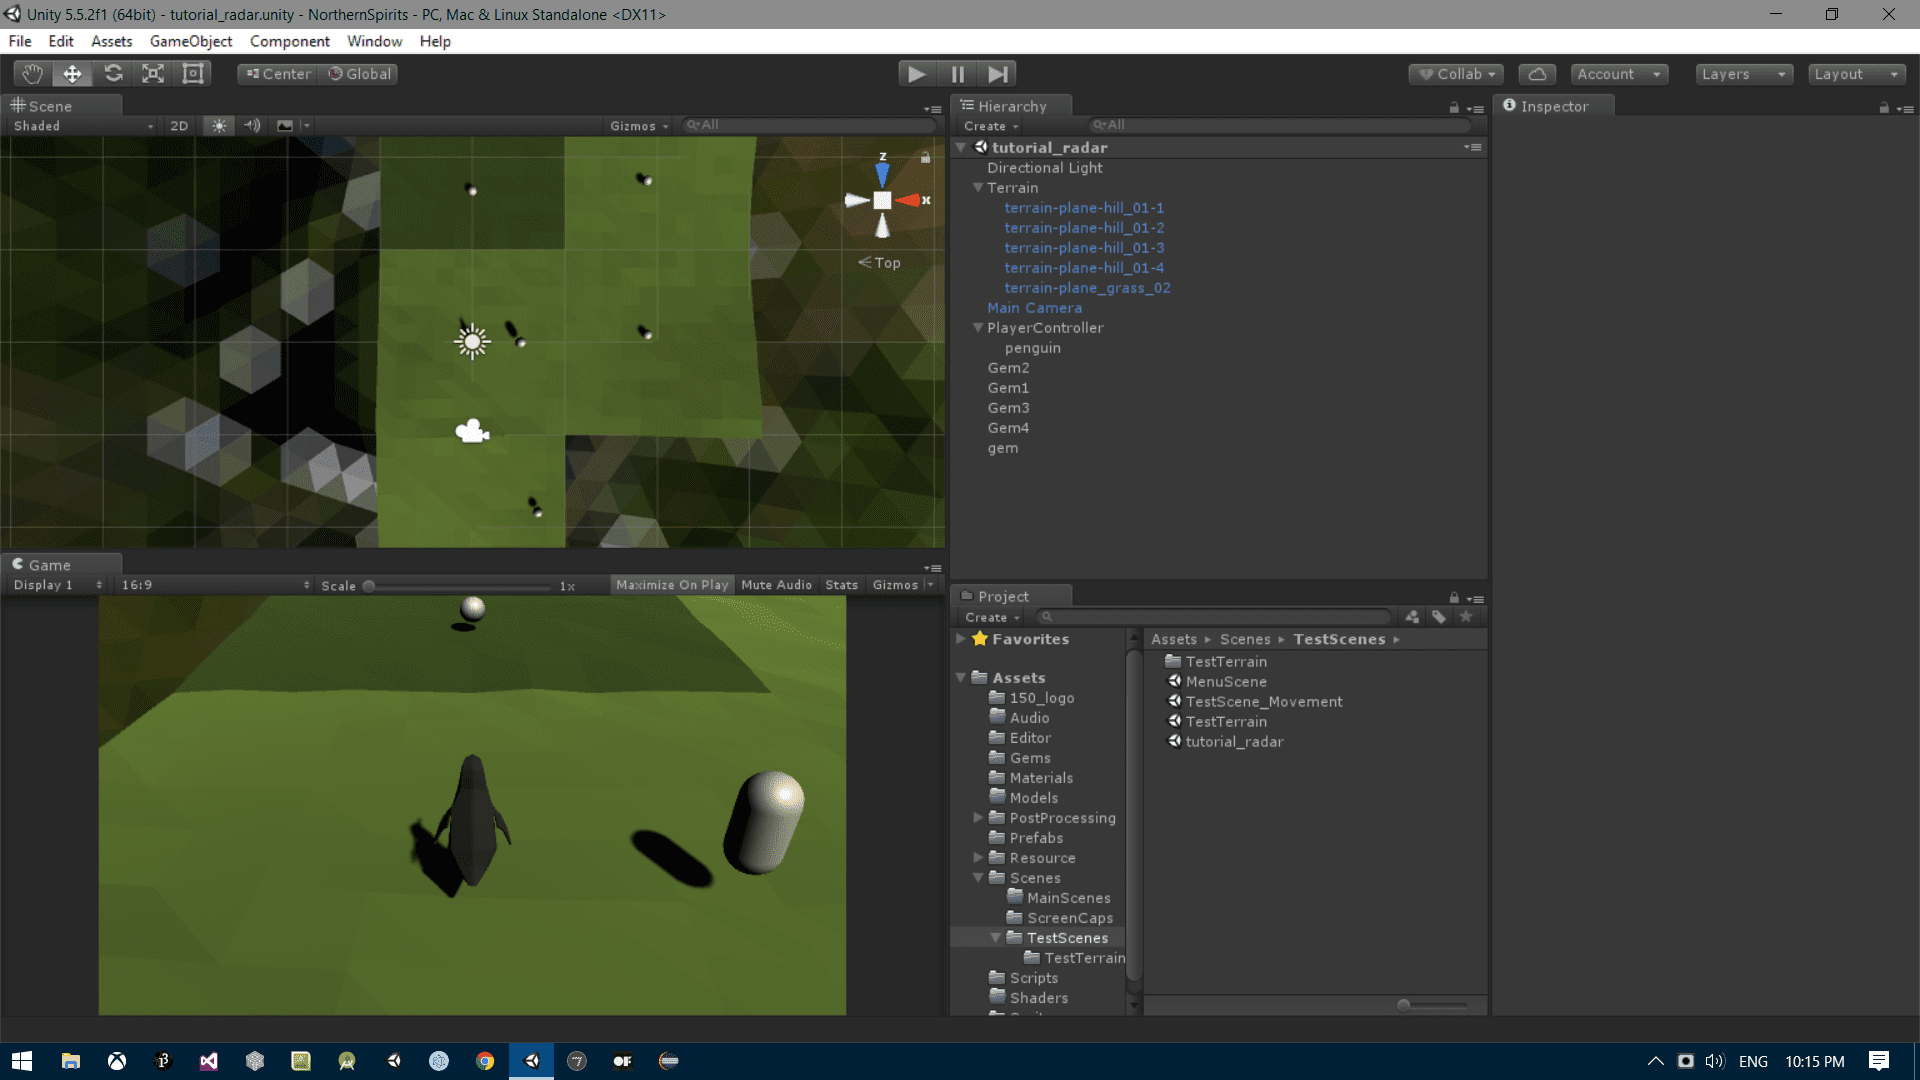 Unity 5.5.2f1 (64bit) - tutorial_radar.unity - NorthernSpirits - PC, Mac & Linux Standalone <DX11>
File Edit Assets GameObject Component Window Help
Center Global Collab Account Layers Layout
Scene
Shaded 2D Gizmos All
z
x
Top
Game
Display 1 16:9 Scale 1x Maximize On Play Mute Audio Stats Gizmos
Hierarchy
Create All
tutorial_radar
Directional Light
Terrain
terrain-plane-hill_01-1
terrain-plane-hill_01-2
terrain-plane-hill_01-3
terrain-plane-hill_01-4
terrain-plane_grass_02
Main Camera
PlayerController
penguin
Gem2
Gem1
Gem3
Gem4
gem
Project
Create
Favorites
Assets
150_logo
Audio
Editor
Gems
Materials
Models
PostProcessing
Prefabs
Resource
Scenes
MainScenes
ScreenCaps
TestScenes
TestTerrain
Scripts
Shaders
Assets Scenes TestScenes
TestTerrain
MenuScene
TestScene_Movement
TestTerrain
tutorial_radar
Inspector
ENG 10:15 PM